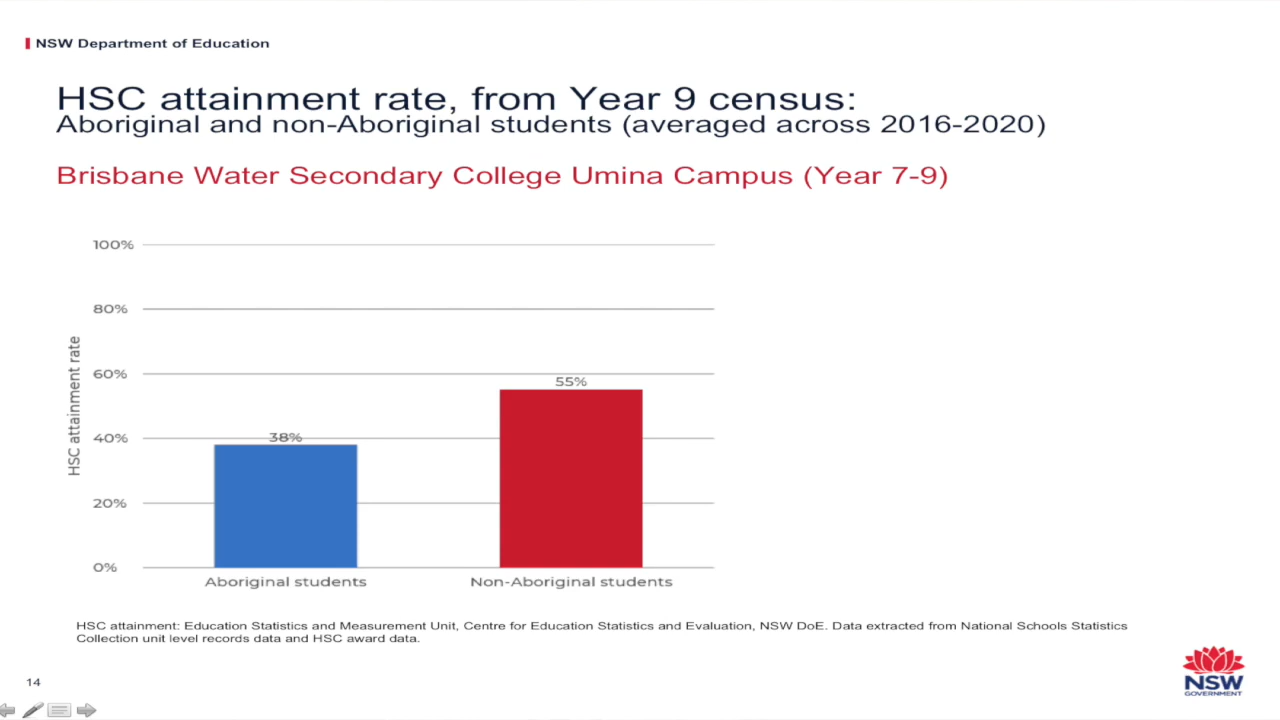 NSW Department of Education
HSC attainment rate, from Year 9 census:
Aboriginal and non-Aboriginal students (averaged across 2016-2020)
Brisbane Water Secondary College Umina Campus (Year 7-9)
100%
80%
60%
40%
20%
0%
HSC attainment rate
38%
55%
Aboriginal students
Non-Aboriginal students
HSC attainment: Education Statistics and Measurement Unit, Centre for Education Statistics and Evaluation, NSW DoE. Data extracted from National Schools Statistics
Collection unit level records data and HSC award data.
14
NSW
GOVERNMENT